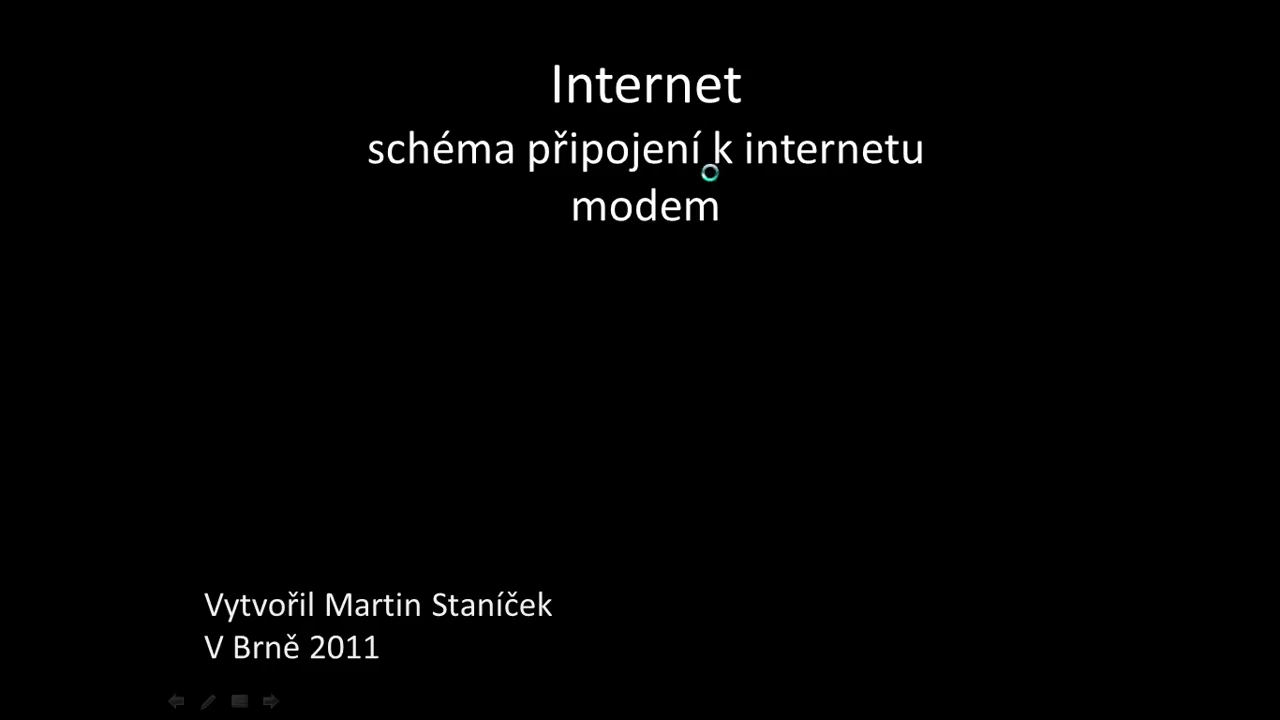 Internet
schéma připojení k internetu
modem
Vytvořil Martin Staníček
V Brně 2011